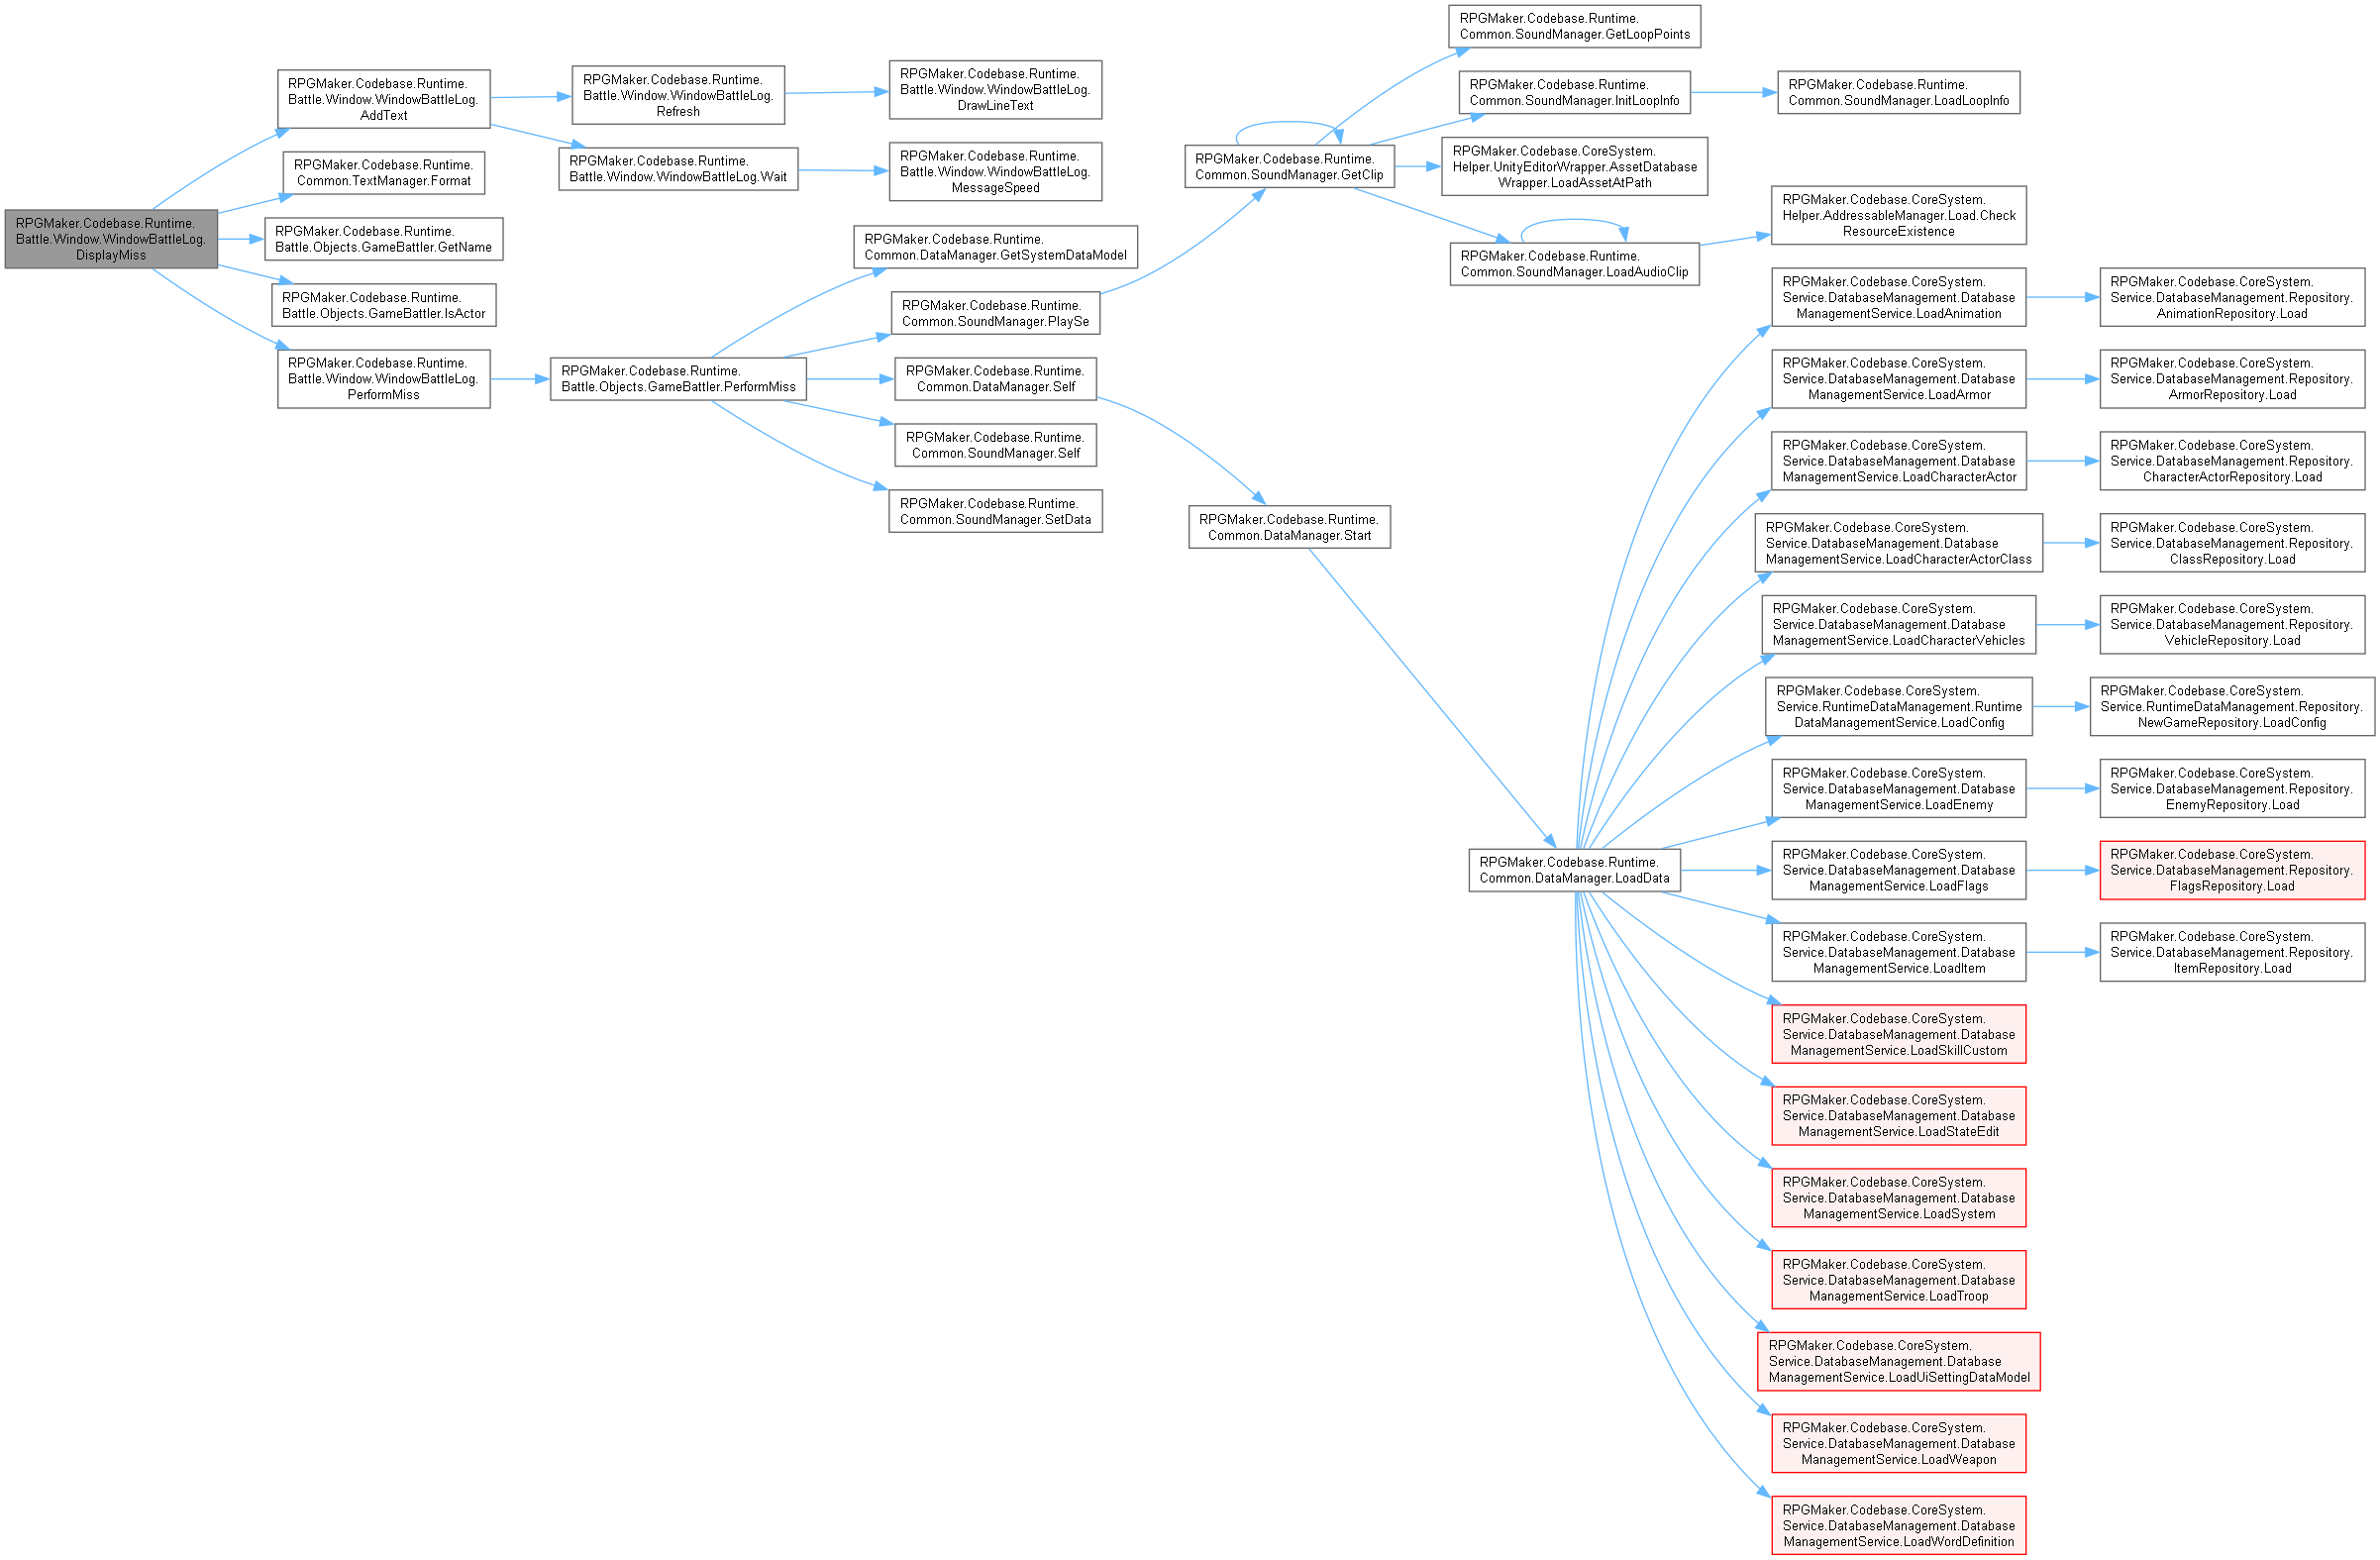 RPGMaker.Codebase.Runtime.
Battle.Window.WindowBattleLog.
DisplayMiss
RPGMaker.Codebase.Runtime.
Battle.Window.WindowBattleLog.
AddText
RPGMaker.Codebase.Runtime.
Common.TextManager.Format
RPGMaker.Codebase.Runtime.
Battle.Objects.GameBattler.GetName
RPGMaker.Codebase.Runtime.
Battle.Objects.GameBattler.IsActor
RPGMaker.Codebase.Runtime.
Battle.Window.WindowBattleLog.
PerformMiss
RPGMaker.Codebase.Runtime.
Battle.Window.WindowBattleLog.
Refresh
RPGMaker.Codebase.Runtime.
Battle.Window.WindowBattleLog.Wait
RPGMaker.Codebase.Runtime.
Battle.Objects.GameBattler.PerformMiss
RPGMaker.Codebase.Runtime.
Battle.Window.WindowBattleLog.
DrawLineText
RPGMaker.Codebase.Runtime.
Battle.Window.WindowBattleLog.
MessageSpeed
RPGMaker.Codebase.Runtime.
Common.DataManager.GetSystemDataModel
RPGMaker.Codebase.Runtime.
Common.SoundManager.PlaySe
RPGMaker.Codebase.Runtime.
Common.DataManager.Self
RPGMaker.Codebase.Runtime.
Common.SoundManager.Self
RPGMaker.Codebase.Runtime.
Common.SoundManager.SetData
RPGMaker.Codebase.Runtime.
Common.SoundManager.GetClip
RPGMaker.Codebase.Runtime.
Common.DataManager.Start
RPGMaker.Codebase.Runtime.
Common.SoundManager.GetLoopPoints
RPGMaker.Codebase.Runtime.
Common.SoundManager.InitLoopInfo
RPGMaker.Codebase.CoreSystem.
Helper.UnityEditorWrapper.AssetDatabase
Wrapper.LoadAssetAtPath
RPGMaker.Codebase.Runtime.
Common.SoundManager.LoadAudioClip
RPGMaker.Codebase.Runtime.
Common.DataManager.LoadData
RPGMaker.Codebase.Runtime.
Common.SoundManager.LoadLoopInfo
RPGMaker.Codebase.CoreSystem.
Helper.AddressableManager.Load.Check
ResourceExistence
RPGMaker.Codebase.CoreSystem.
Service.DatabaseManagement.Database
ManagementService.LoadAnimation
RPGMaker.Codebase.CoreSystem.
Service.DatabaseManagement.Database
ManagementService.LoadArmor
RPGMaker.Codebase.CoreSystem.
Service.DatabaseManagement.Database
ManagementService.LoadCharacterActor
RPGMaker.Codebase.CoreSystem.
Service.DatabaseManagement.Database
ManagementService.LoadCharacterActorClass
RPGMaker.Codebase.CoreSystem.
Service.DatabaseManagement.Database
ManagementService.LoadCharacterVehicles
RPGMaker.Codebase.CoreSystem.
Service.RuntimeDataManagement.Runtime
DataManagementService.LoadConfig
RPGMaker.Codebase.CoreSystem.
Service.DatabaseManagement.Database
ManagementService.LoadEnemy
RPGMaker.Codebase.CoreSystem.
Service.DatabaseManagement.Database
ManagementService.LoadFlags
RPGMaker.Codebase.CoreSystem.
Service.DatabaseManagement.Database
ManagementService.LoadItem
RPGMaker.Codebase.CoreSystem.
Service.DatabaseManagement.Database
ManagementService.LoadSkillCustom
RPGMaker.Codebase.CoreSystem.
Service.DatabaseManagement.Database
ManagementService.LoadStateEdit
RPGMaker.Codebase.CoreSystem.
Service.DatabaseManagement.Database
ManagementService.LoadSystem
RPGMaker.Codebase.CoreSystem.
Service.DatabaseManagement.Database
ManagementService.LoadTroop
RPGMaker.Codebase.CoreSystem.
Service.DatabaseManagement.Database
ManagementService.LoadUiSettingDataModel
RPGMaker.Codebase.CoreSystem.
Service.DatabaseManagement.Database
ManagementService.LoadWeapon
RPGMaker.Codebase.CoreSystem.
Service.DatabaseManagement.Database
ManagementService.LoadWordDefinition
RPGMaker.Codebase.CoreSystem.
Service.DatabaseManagement.Repository.
AnimationRepository.Load
RPGMaker.Codebase.CoreSystem.
Service.DatabaseManagement.Repository.
ArmorRepository.Load
RPGMaker.Codebase.CoreSystem.
Service.DatabaseManagement.Repository.
CharacterActorRepository.Load
RPGMaker.Codebase.CoreSystem.
Service.DatabaseManagement.Repository.
ClassRepository.Load
RPGMaker.Codebase.CoreSystem.
Service.DatabaseManagement.Repository.
VehicleRepository.Load
RPGMaker.Codebase.CoreSystem.
Service.RuntimeDataManagement.Repository.
NewGameRepository.LoadConfig
RPGMaker.Codebase.CoreSystem.
Service.DatabaseManagement.Repository.
EnemyRepository.Load
RPGMaker.Codebase.CoreSystem.
Service.DatabaseManagement.Repository.
FlagsRepository.Load
RPGMaker.Codebase.CoreSystem.
Service.DatabaseManagement.Repository.
ItemRepository.Load